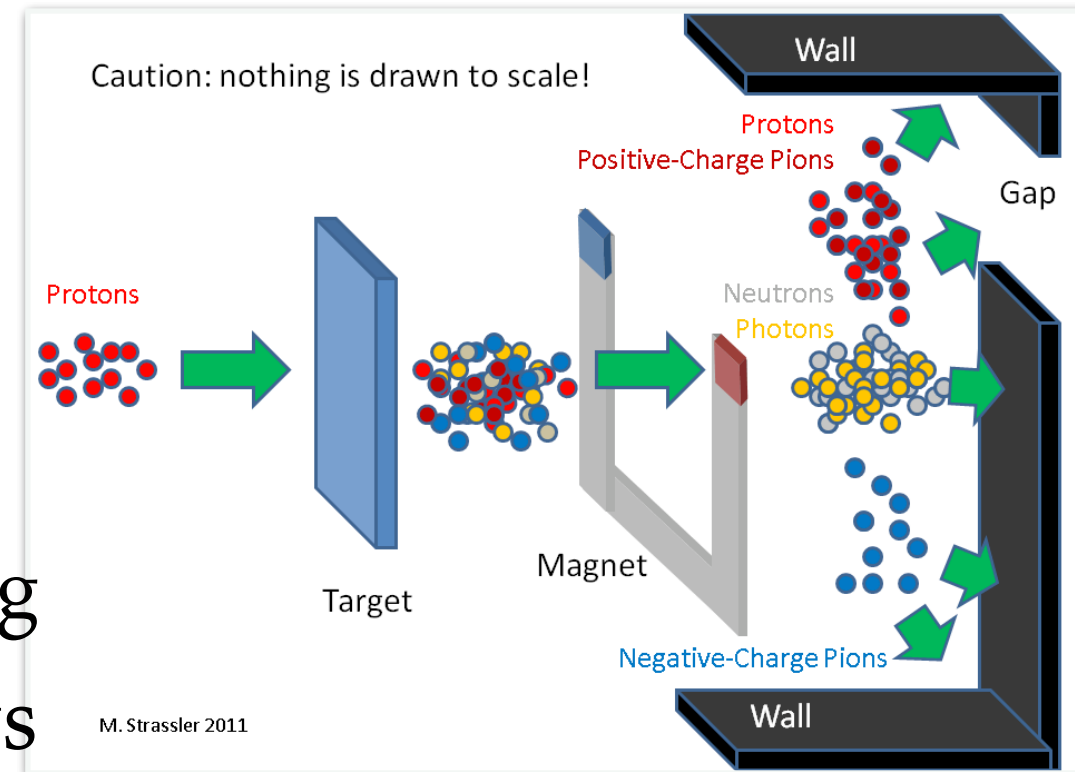 Wall
Caution: nothing is drawn to scale!
Protons
Positive-Charge Pions
Gap
Protons
Neutrons
Photons
Magnet
Target
g
Negative-Charge Pions
Wall
M. Strassler 2011
s